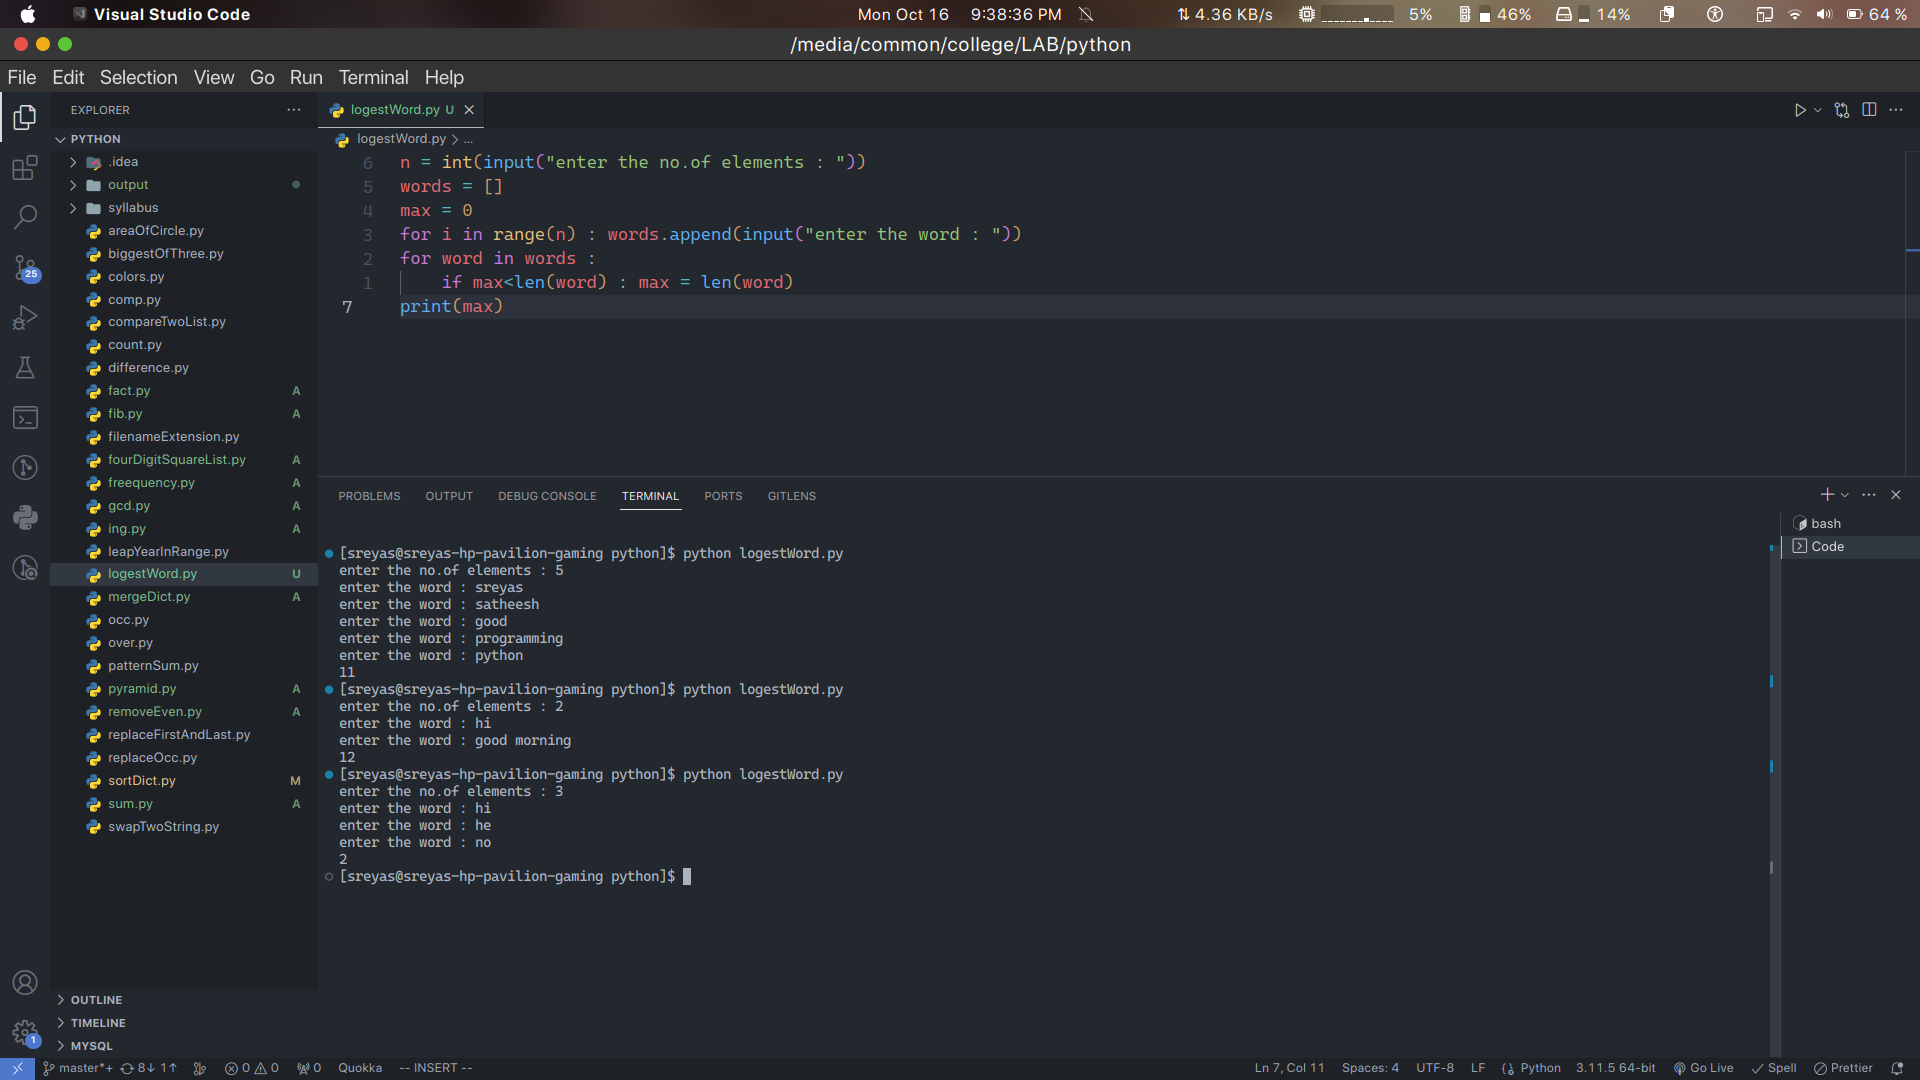 Visual Studio Code
Mon Oct 16 9:38:36 PM
4.36 KB/s 5% 46% 14% 64 %
/media/common/college/LAB/python
File Edit Selection View Go Run Terminal Help
EXPLORER
PYTHON
.idea
output
syllabus
areaOfCircle.py
biggestOfThree.py
colors.py
comp.py
compareTwoList.py
count.py
difference.py
fact.py A
fib.py A
filenameExtension.py
fourDigitSquareList.py A
freequency.py A
gcd.py A
ing.py A
leapYearInRange.py
logestWord.py U
mergeDict.py A
occ.py
over.py
patternSum.py
pyramid.py A
removeEven.py A
replaceFirstAndLast.py
replaceOcc.py
sortDict.py M
sum.py A
swapTwoString.py
OUTLINE
TIMELINE
MYSQL
25
1
logestWord.py U
logestWord.py > ...
6 n = int(input("enter the no.of elements : "))
5 words = []
4 max = 0
3 for i in range(n) : words.append(input("enter the word : "))
2 for word in words :
1 if max<len(word) : max = len(word)
7 print(max)
PROBLEMS OUTPUT DEBUG CONSOLE TERMINAL PORTS GITLENS
bash
Code
[sreyas@sreyas-hp-pavilion-gaming python]$ python logestWord.py
enter the no.of elements : 5
enter the word : sreyas
enter the word : satheesh
enter the word : good
enter the word : programming
enter the word : python
11
[sreyas@sreyas-hp-pavilion-gaming python]$ python logestWord.py
enter the no.of elements : 2
enter the word : hi
enter the word : good morning
12
[sreyas@sreyas-hp-pavilion-gaming python]$ python logestWord.py
enter the no.of elements : 3
enter the word : hi
enter the word : he
enter the word : no
2
[sreyas@sreyas-hp-pavilion-gaming python]$
master*+ 8↓ 1↑ 0 0 0 Quokka -- INSERT -- Ln 7, Col 11 Spaces: 4 UTF-8 LF Python 3.11.5 64-bit Go Live Spell Prettier